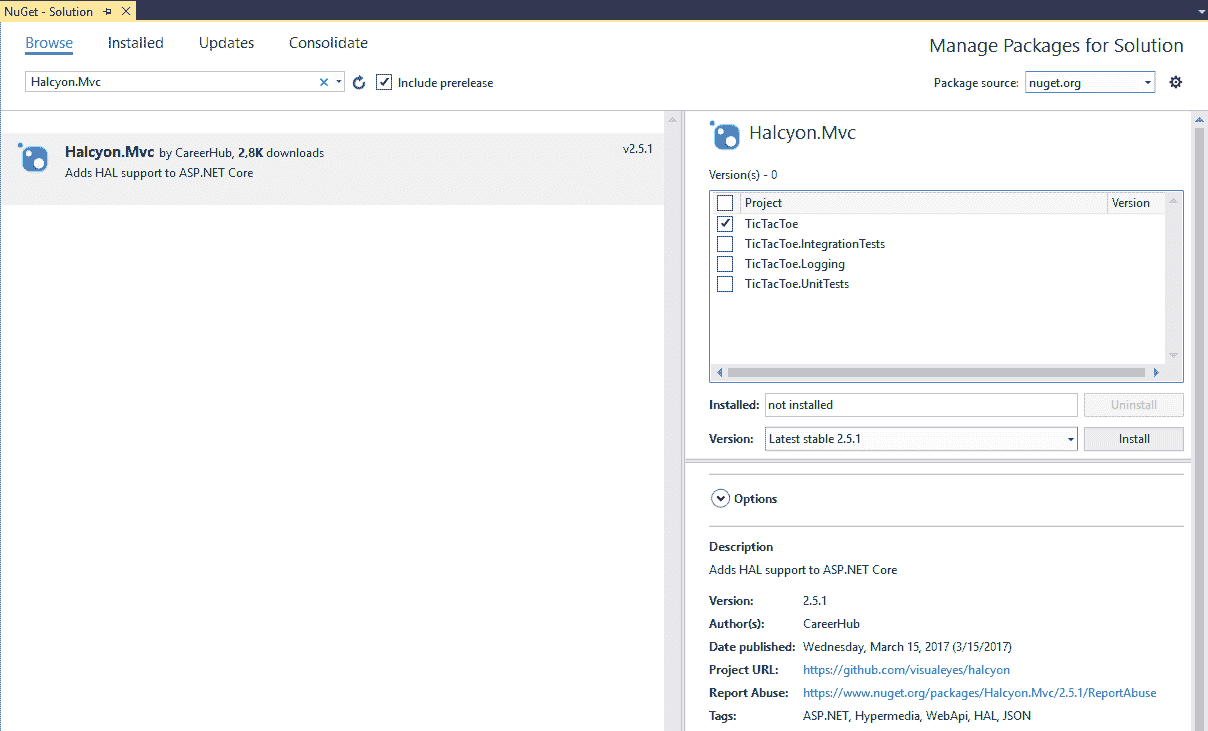 NuGet - Solution
Browse Installed Updates Consolidate
Manage Packages for Solution
Halcyon.Mvc
Include prerelease
Package source: nuget.org
Halcyon.Mvc by CareerHub, 2,8K downloads
v2.5.1
Adds HAL support to ASP.NET Core
Halcyon.Mvc
Version(s) - 0
Project Version
TicTacToe
TicTacToe.IntegrationTests
TicTacToe.Logging
TicTacToe.UnitTests
Installed: not installed Uninstall
Version: Latest stable 2.5.1 Install
Options
Description
Adds HAL support to ASP.NET Core
Version: 2.5.1
Author(s): CareerHub
Date published: Wednesday, March 15, 2017 (3/15/2017)
Project URL: https://github.com/visualeyes/halcyon
Report Abuse: https://www.nuget.org/packages/Halcyon.Mvc/2.5.1/ReportAbuse
Tags: ASP.NET, Hypermedia, WebApi, HAL, JSON